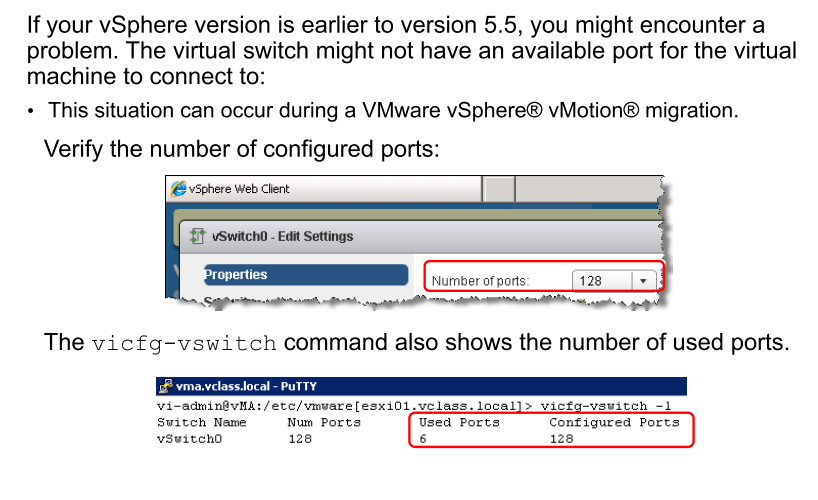 If your vSphere version is earlier to version 5.5, you might encounter a
problem. The virtual switch might not have an available port for the virtual
machine to connect to:
• This situation can occur during a VMware vSphere® vMotion® migration.
Verify the number of configured ports:
vSphere Web Client
vSwitch0 - Edit Settings
Properties
Number of ports: 128
The vicfg-vswitch command also shows the number of used ports.
vma.vclass.local - PuTTY
vi-admin@vMA:/etc/vmware[esxi01.vclass.local]> vicfg-vswitch -l
Switch Name Num Ports Used Ports Configured Ports
vSwitch0 128 6 128